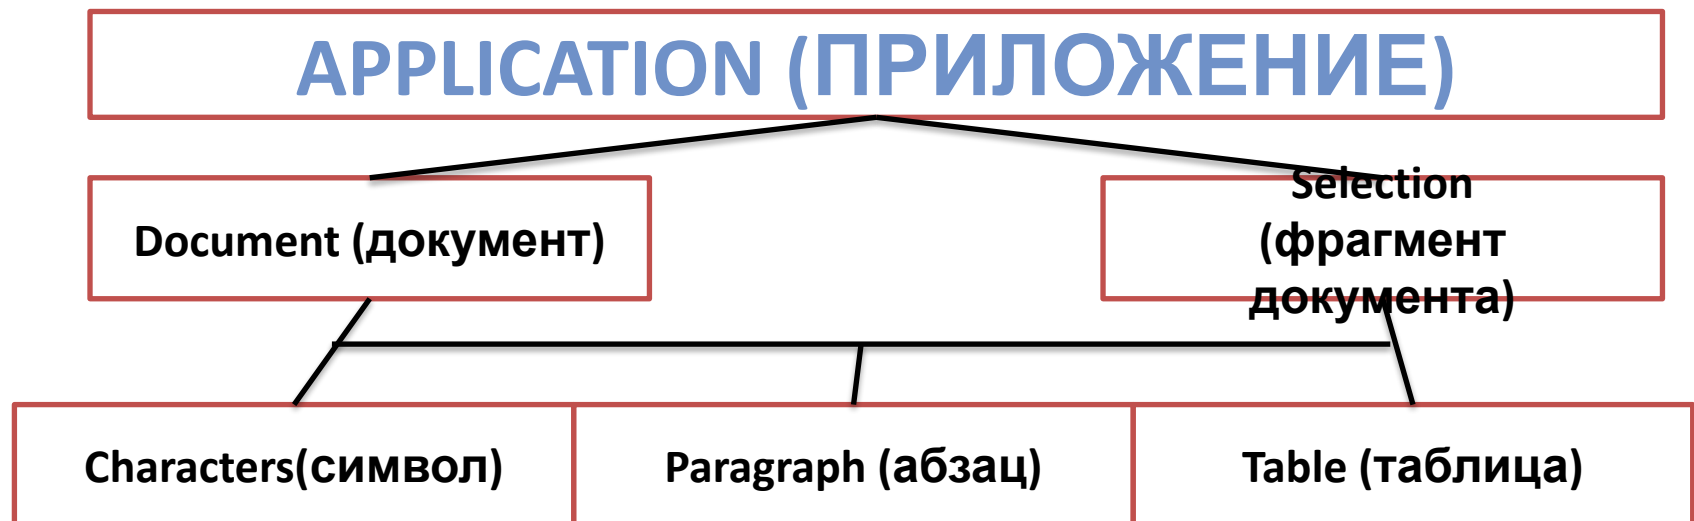 APPLICATION (ПРИЛОЖЕНИЕ)
Document (документ)
Selection
(фрагмент
документа)
Characters(символ)
Paragraph (абзац)
Table (таблица)